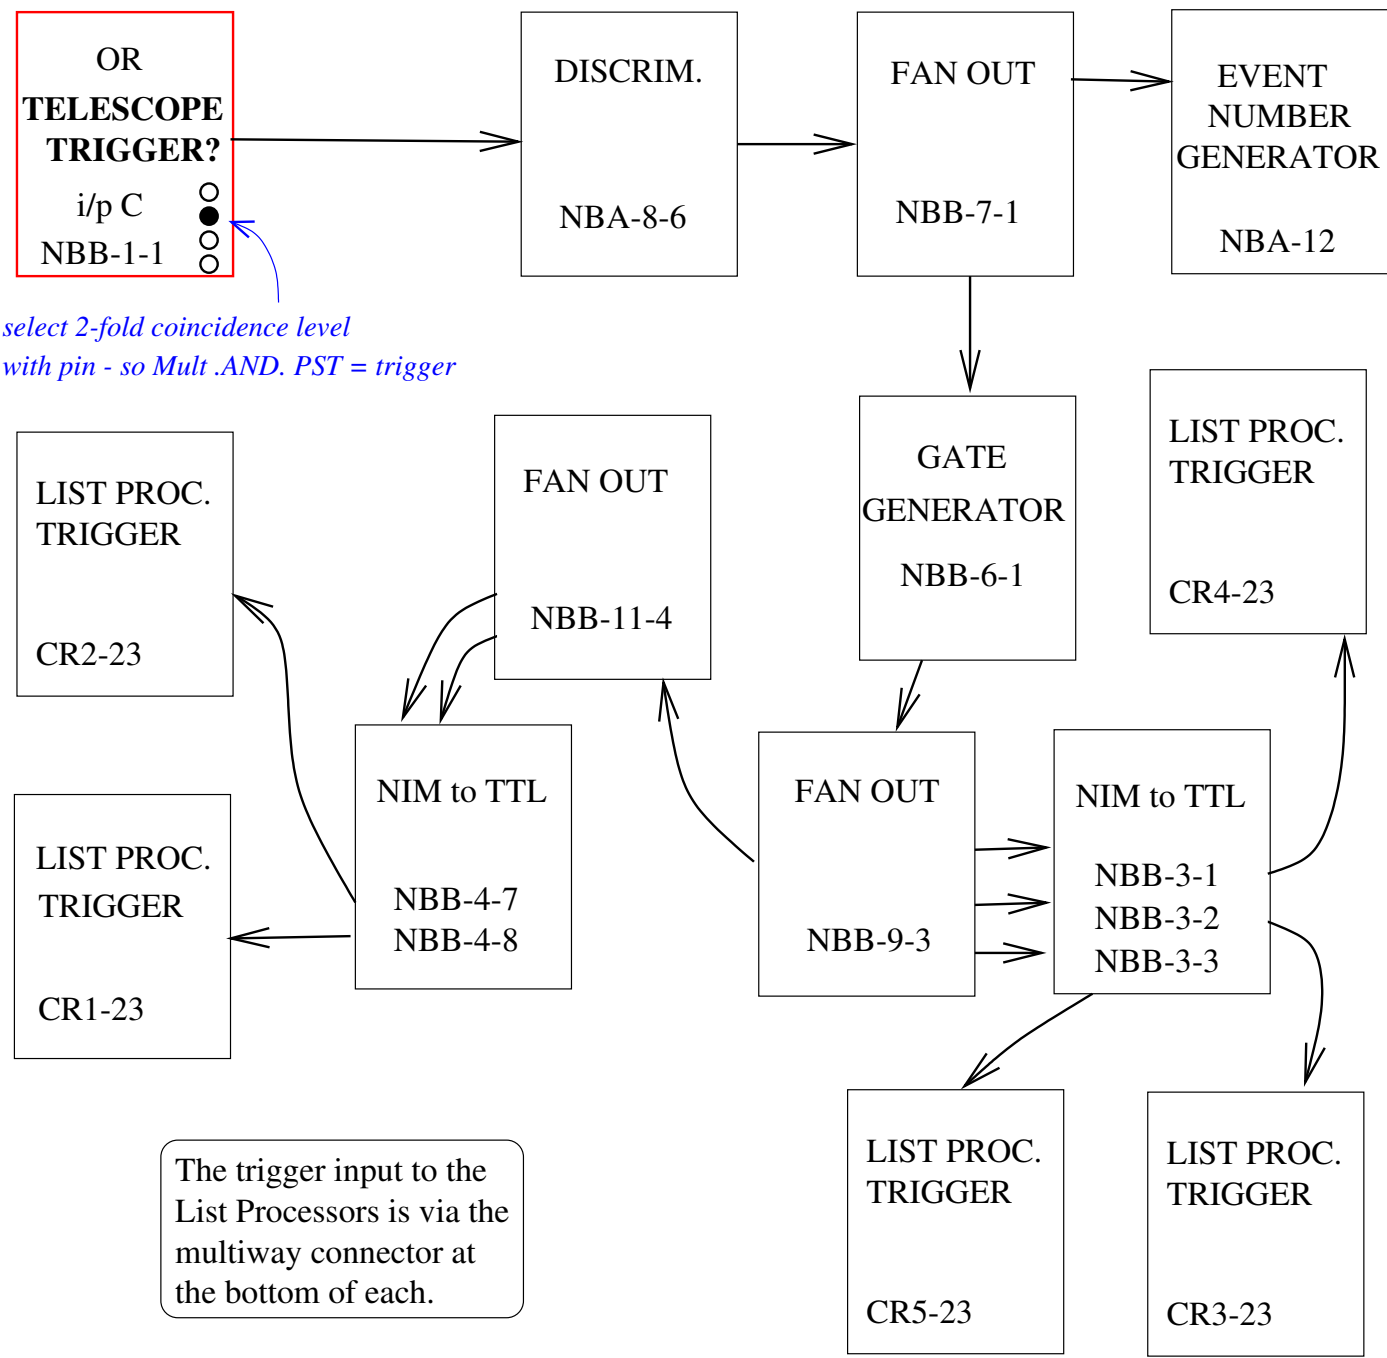 OR
TELESCOPE
TRIGGER?
i/p C
NBB-1-1
DISCRIM.
NBA-8-6
FAN OUT
NBB-7-1
EVENT
NUMBER
GENERATOR
NBA-12
select 2-fold coincidence level
with pin - so Mult .AND. PST = trigger
LIST PROC.
TRIGGER
CR2-23
FAN OUT
NBB-11-4
GATE
GENERATOR
NBB-6-1
LIST PROC.
TRIGGER
CR4-23
LIST PROC.
TRIGGER
CR1-23
NIM to TTL
NBB-4-7
NBB-4-8
FAN OUT
NBB-9-3
NIM to TTL
NBB-3-1
NBB-3-2
NBB-3-3
The trigger input to the
List Processors is via the
multiway connector at
the bottom of each.
LIST PROC.
TRIGGER
CR5-23
LIST PROC.
TRIGGER
CR3-23